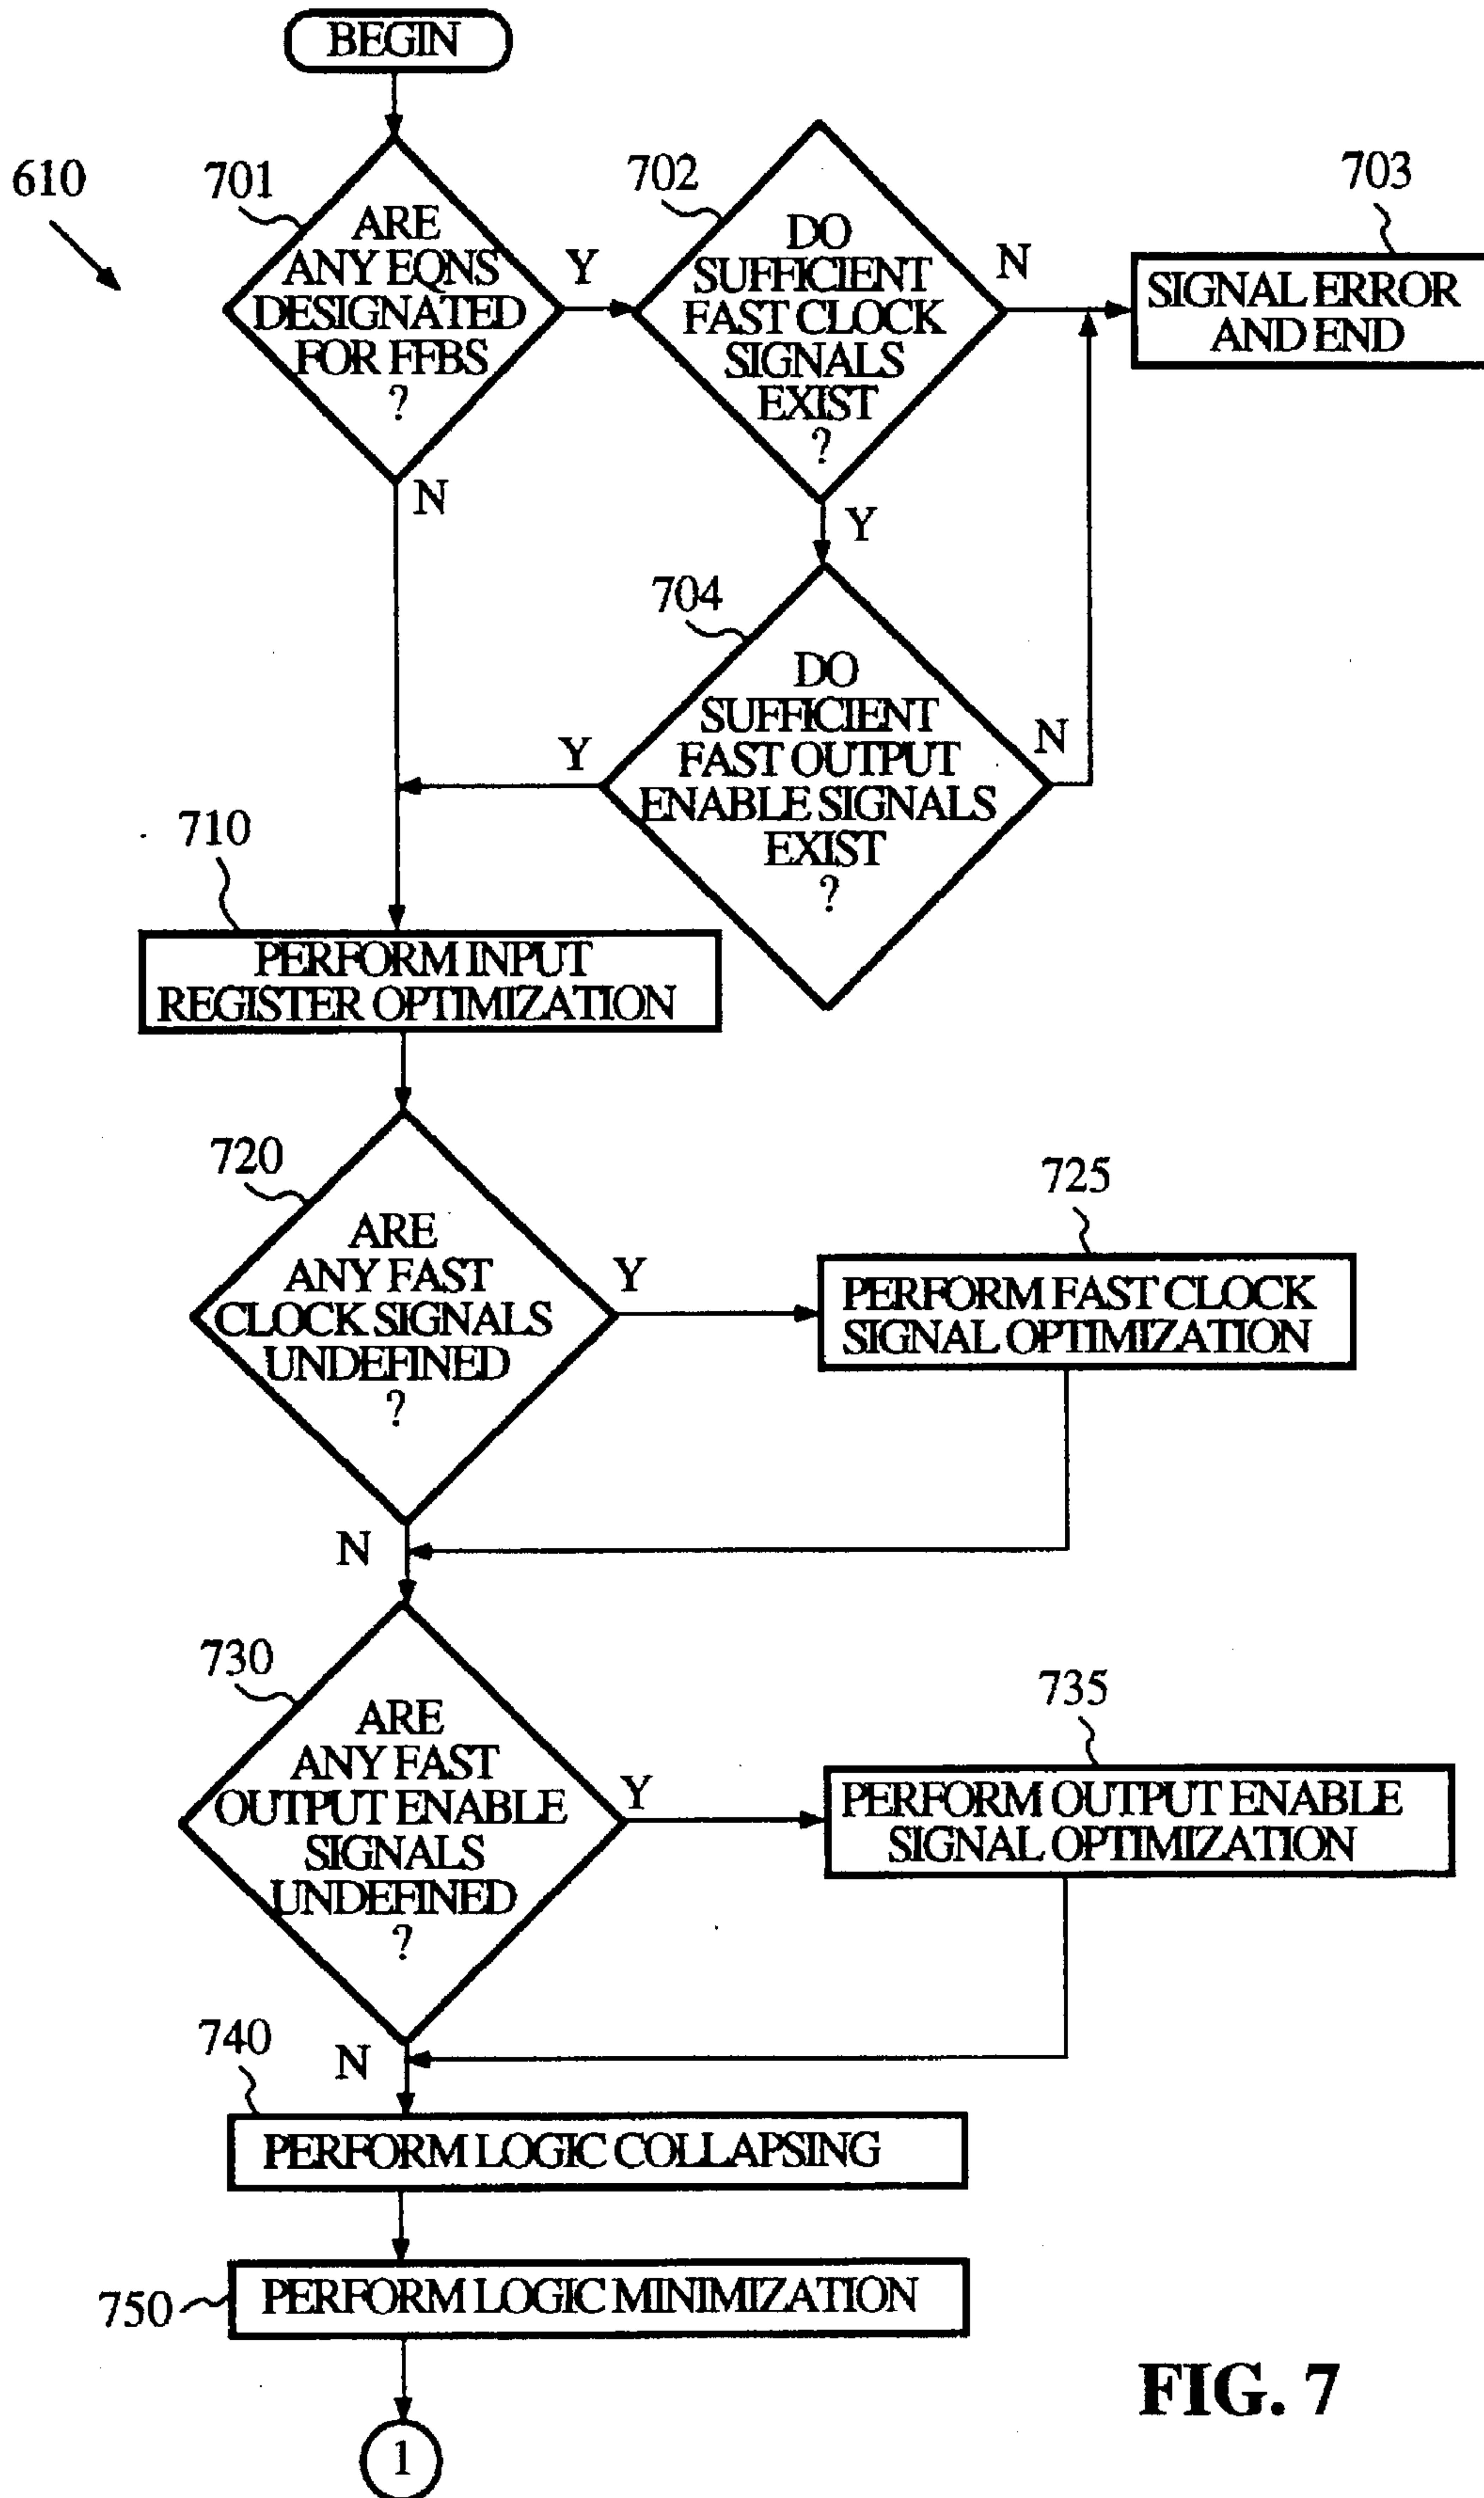 BEGIN
610
701
ARE
ANY EQNS
DESIGNATED
FOR FFBS
?
Y
N
702
DO
SUFFICIENT
FAST CLOCK
SIGNALS
EXIST
?
N
Y
703
SIGNAL ERROR
AND END
704
DO
SUFFICIENT
FAST OUTPUT
ENABLE SIGNALS
EXIST
?
Y
N
710
PERFORM INPUT
REGISTER OPTIMIZATION
720
ARE
ANY FAST
CLOCK SIGNALS
UNDEFINED
?
Y
N
725
PERFORM FAST CLOCK
SIGNAL OPTIMIZATION
730
ARE
ANY FAST
OUTPUT ENABLE
SIGNALS
UNDEFINED
?
Y
N
735
PERFORM OUTPUT ENABLE
SIGNAL OPTIMIZATION
740
PERFORM LOGIC COLLAPSING
750
PERFORM LOGIC MINIMIZATION
1
FIG. 7